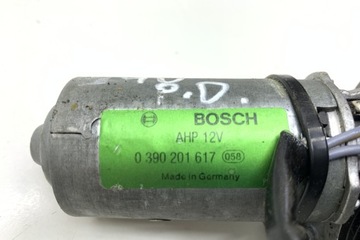 P.D.
BOSCH
AHP 12V
0 390 201 617 058
Made in Germany